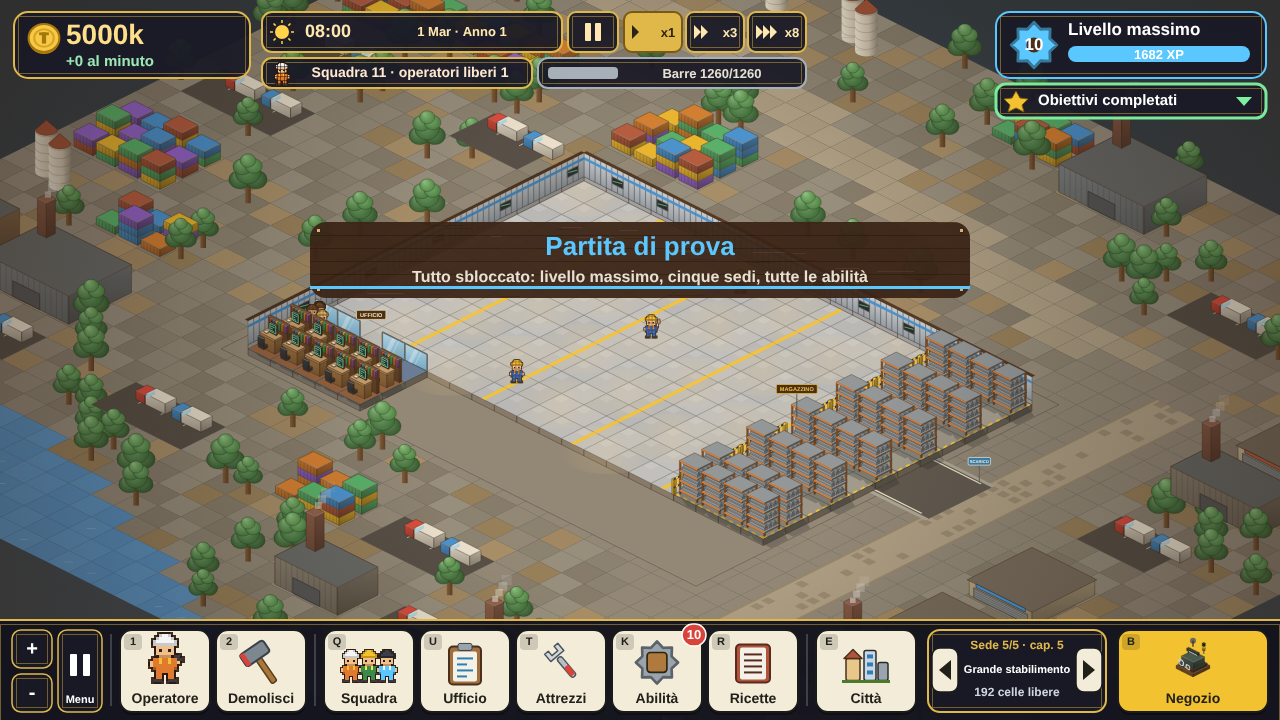 5000k
+0 al minuto
08:00
1 Mar · Anno 1
x1
x3
x8
Squadra 11 · operatori liberi 1
Barre 1260/1260
10
Livello massimo
1682 XP
Obiettivi completati
Partita di prova
Tutto sbloccato: livello massimo, cinque sedi, tutte le abilità
UFFICIO
MAGAZZINO
SCARICO
+
-
Menu
1
Operatore
2
Demolisci
Q
Squadra
U
Ufficio
T
Attrezzi
K
10
Abilità
R
Ricette
E
Città
Sede 5/5 · cap. 5
Grande stabilimento
192 celle libere
B
Negozio